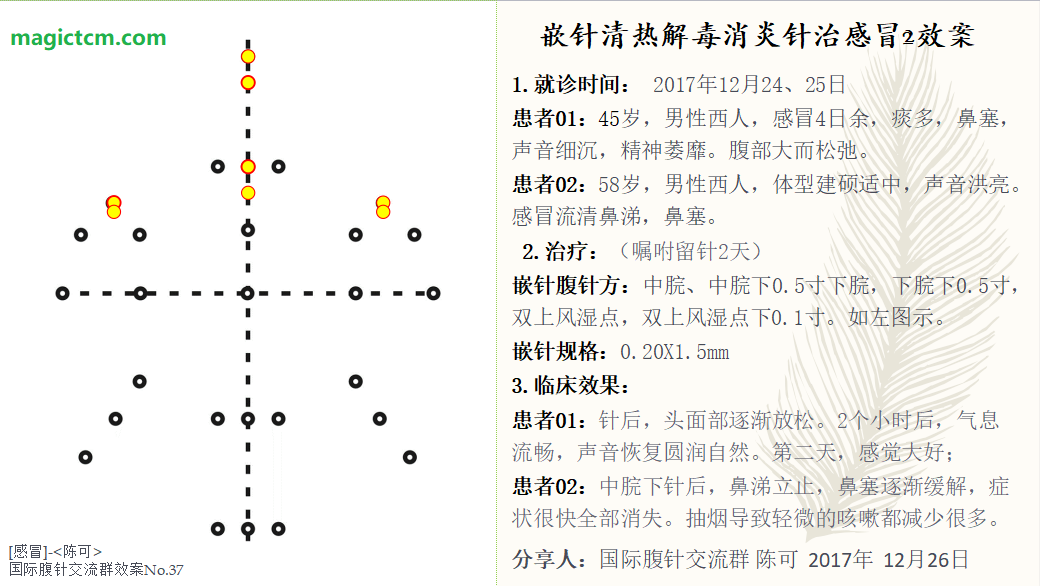 magictcm.com
嵌针清热解毒消炎针治感冒2效案
1.就诊时间： 2017年12月24、25日
患者01：45岁，男性西人，感冒4日余，痰多，鼻塞，
声音细沉，精神萎靡。腹部大而松弛。
患者02：58岁，男性西人，体型建硕适中，声音洪亮。
感冒流清鼻涕，鼻塞。
2.治疗：（嘱咐留针2天）
嵌针腹针方：中脘、中脘下0.5寸下脘，下脘下0.5寸，
双上风湿点，双上风湿点下0.1寸。如左图示。
嵌针规格：0.20X1.5mm
3.临床效果：
患者01：针后，头面部逐渐放松。2个小时后，气息
流畅，声音恢复圆润自然。第二天，感觉大好；
患者02：中脘下针后，鼻涕立止，鼻塞逐渐缓解，症
状很快全部消失。抽烟导致轻微的咳嗽都减少很多。
分享人：国际腹针交流群 陈可 2017年 12月26日
[感冒]-<陈可>
国际腹针交流群效案No.37